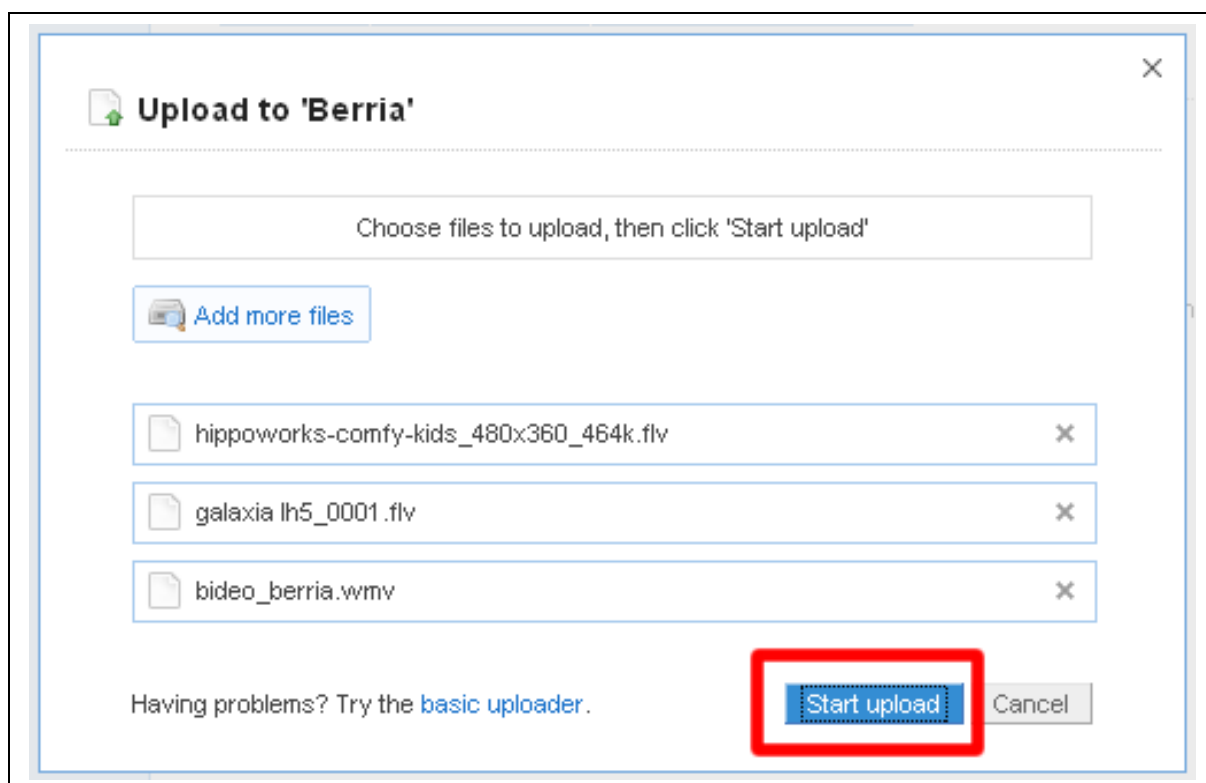 Upload to 'Berria'
Choose files to upload, then click 'Start upload'
Add more files
hippoworks-comfy-kids_480x360_464k.flv
galaxia lh5_0001.flv
bideo_berria.wmv
Having problems? Try the basic uploader.
Start upload
Cancel